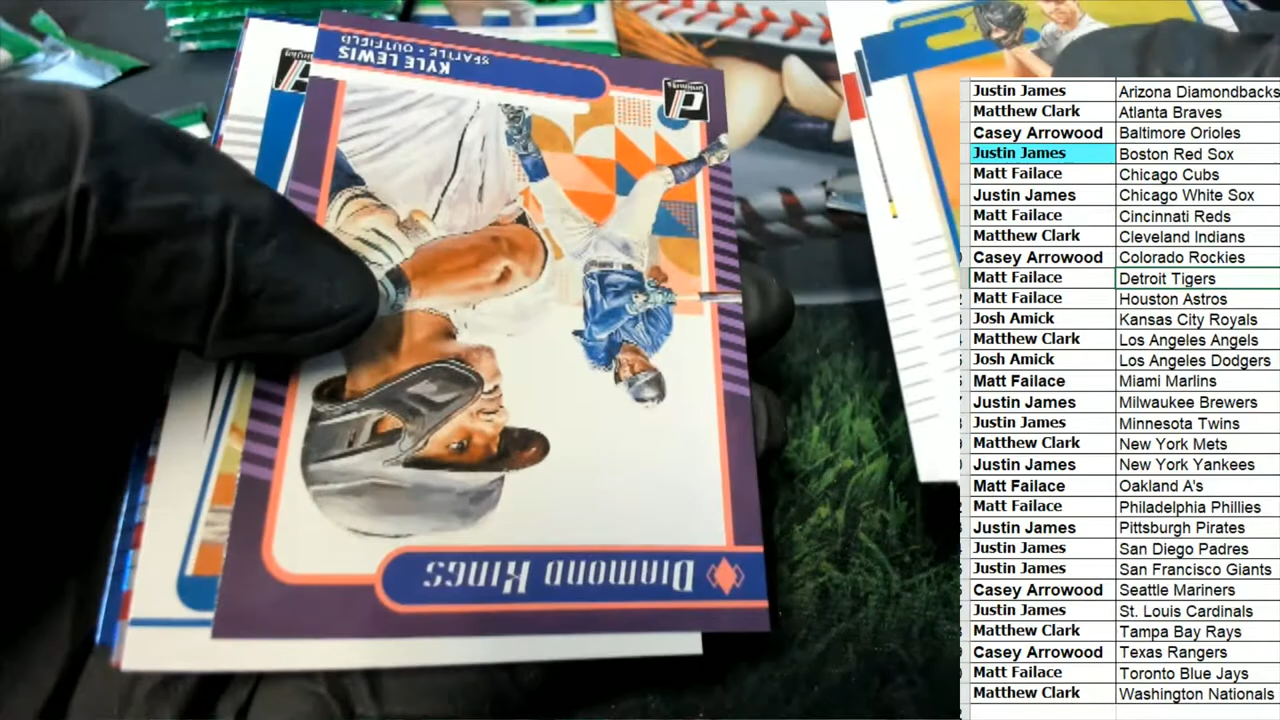 KYLE LEWIS
SEATTLE • OUTFIELD
DIAMOND KINGS
Justin James Arizona Diamondbacks
Matthew Clark Atlanta Braves
Casey Arrowood Baltimore Orioles
Justin James Boston Red Sox
Matt Failace Chicago Cubs
Justin James Chicago White Sox
Matt Failace Cincinnati Reds
Matthew Clark Cleveland Indians
Casey Arrowood Colorado Rockies
Matt Failace Detroit Tigers
Matt Failace Houston Astros
Josh Amick Kansas City Royals
Matthew Clark Los Angeles Angels
Josh Amick Los Angeles Dodgers
Matt Failace Miami Marlins
Justin James Milwaukee Brewers
Justin James Minnesota Twins
Matthew Clark New York Mets
Justin James New York Yankees
Matt Failace Oakland A's
Matt Failace Philadelphia Phillies
Justin James Pittsburgh Pirates
Justin James San Diego Padres
Justin James San Francisco Giants
Casey Arrowood Seattle Mariners
Justin James St. Louis Cardinals
Matthew Clark Tampa Bay Rays
Casey Arrowood Texas Rangers
Matt Failace Toronto Blue Jays
Matthew Clark Washington Nationals